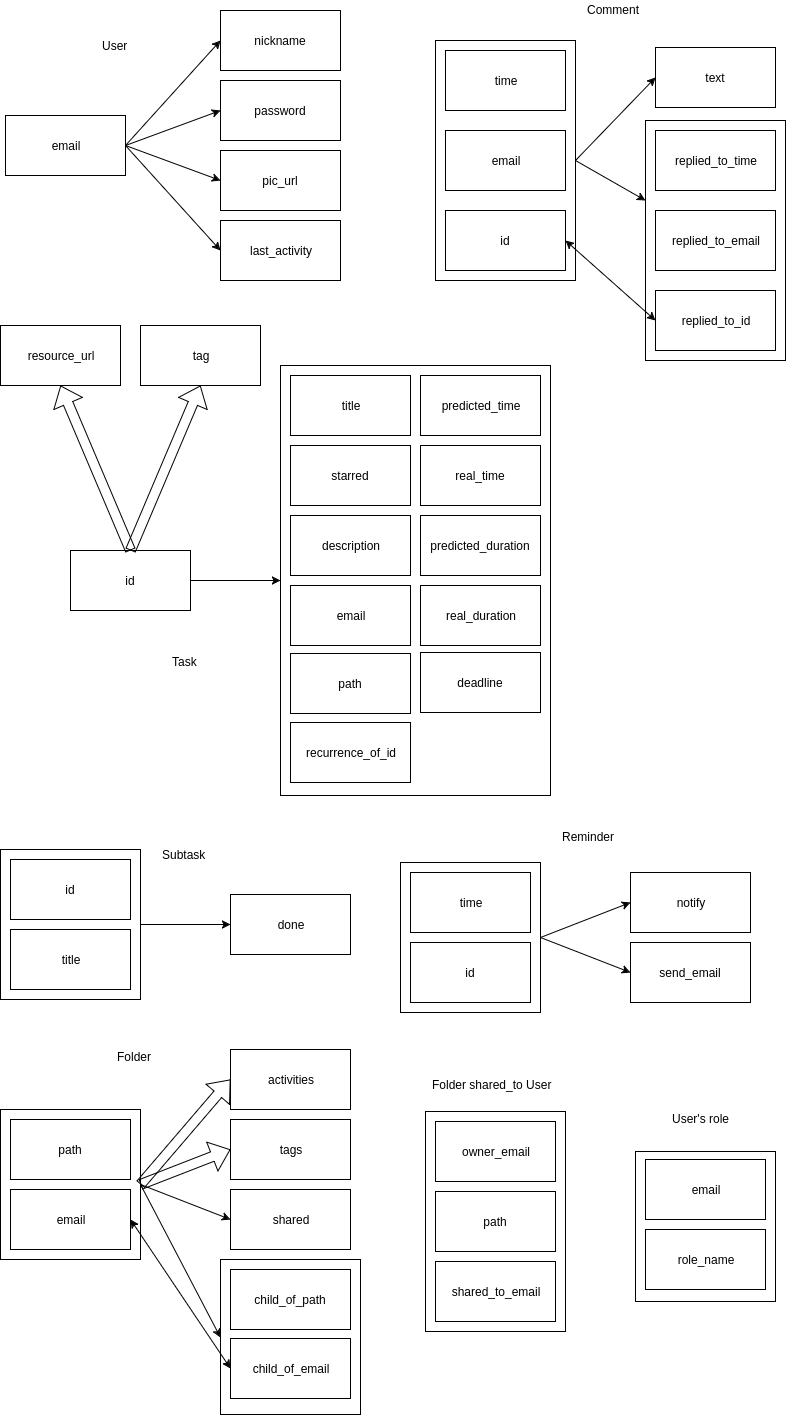 User
email
nickname
password
pic_url
last_activity
Comment
time
email
id
text
replied_to_time
replied_to_email
replied_to_id
resource_url
tag
id
Task
title
predicted_time
starred
real_time
description
predicted_duration
email
real_duration
path
deadline
recurrence_of_id
Subtask
id
title
done
Reminder
time
id
notify
send_email
Folder
path
email
activities
tags
shared
child_of_path
child_of_email
Folder shared_to User
owner_email
path
shared_to_email
User's role
email
role_name